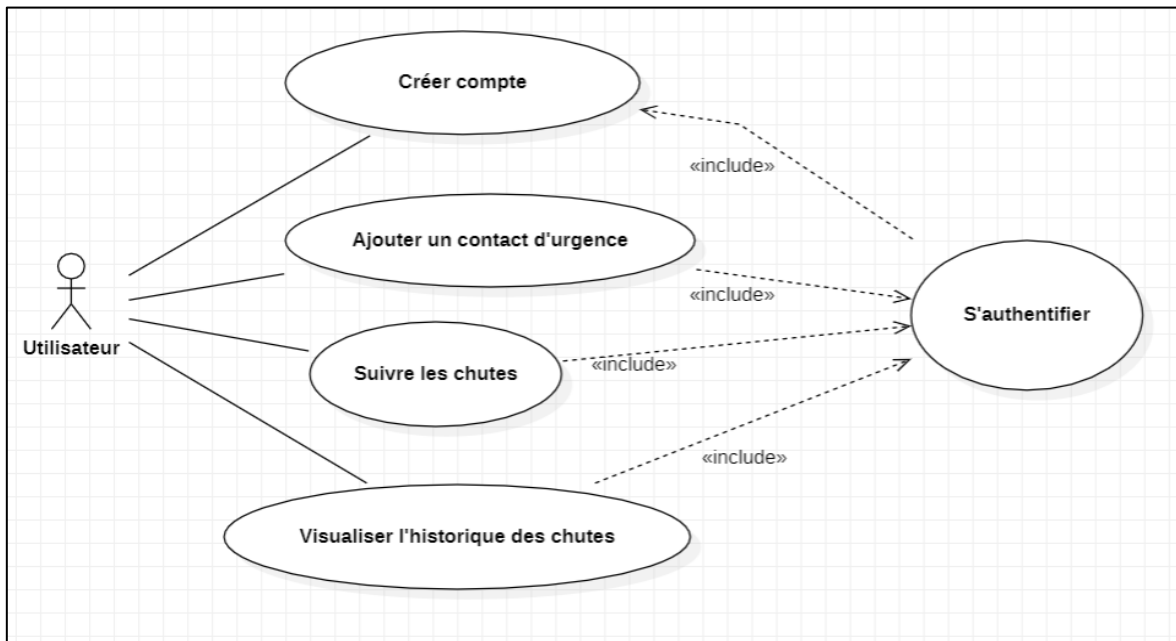 Créer compte
«include»
Ajouter un contact d'urgence
«include»
S'authentifier
Utilisateur
Suivre les chutes
«include»
«include»
Visualiser l'historique des chutes